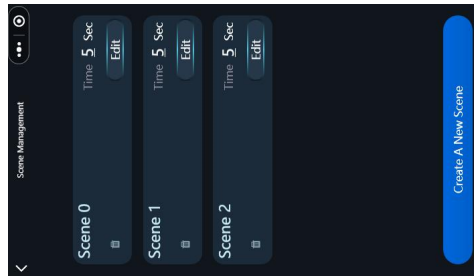 Scene Management
Scene 0
Time 5 Sec
Edit
Scene 1
Time 5 Sec
Edit
Scene 2
Time 5 Sec
Edit
Create A New Scene